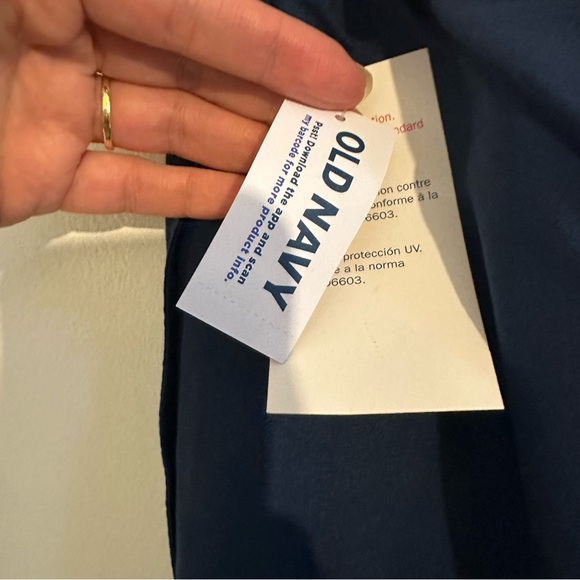 OLD NAVY
Psst! Download the app and scan
my barcode for more product info.
ion.
ndard
on contre
onforme à la
6603.
protección UV.
e a la norma
6603.